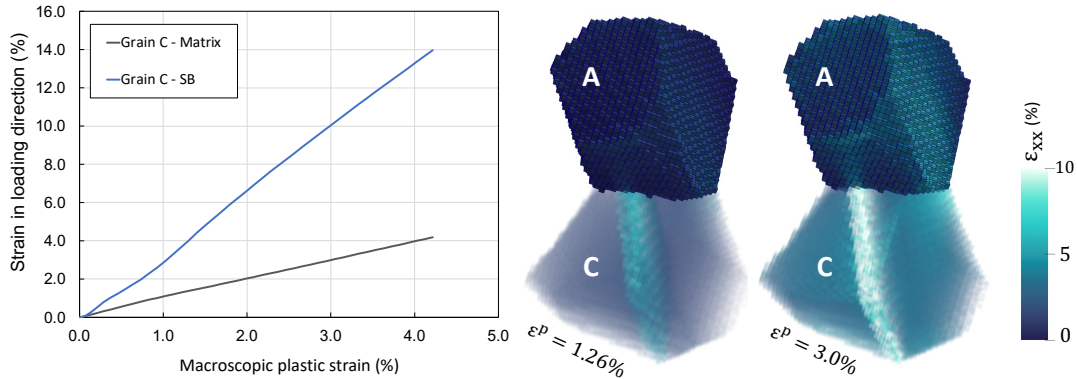 16.0
14.0
12.0
10.0
8.0
6.0
4.0
2.0
0.0
Strain in loading direction (%)
Grain C - Matrix
Grain C - SB
0.0 1.0 2.0 3.0 4.0 5.0
Macroscopic plastic strain (%)
A
C
εᵖ = 1.26%
A
C
εᵖ = 3.0%
εxx (%)
10
5
0